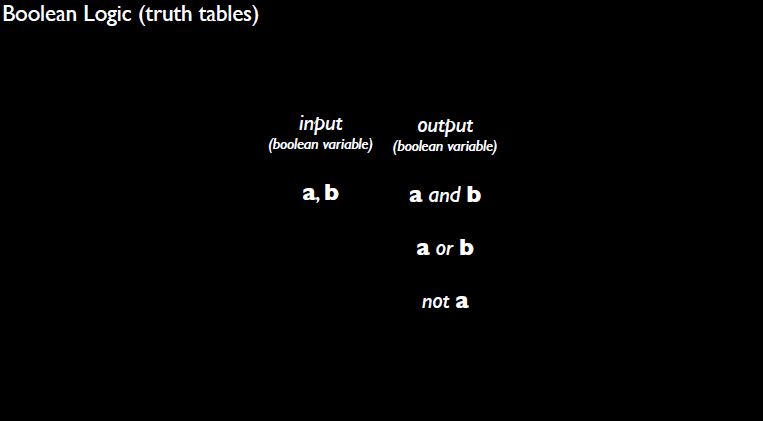 Boolean Logic (truth tables)
input output
(boolean variable) (boolean variable)
a, b a and b
a or b
not a